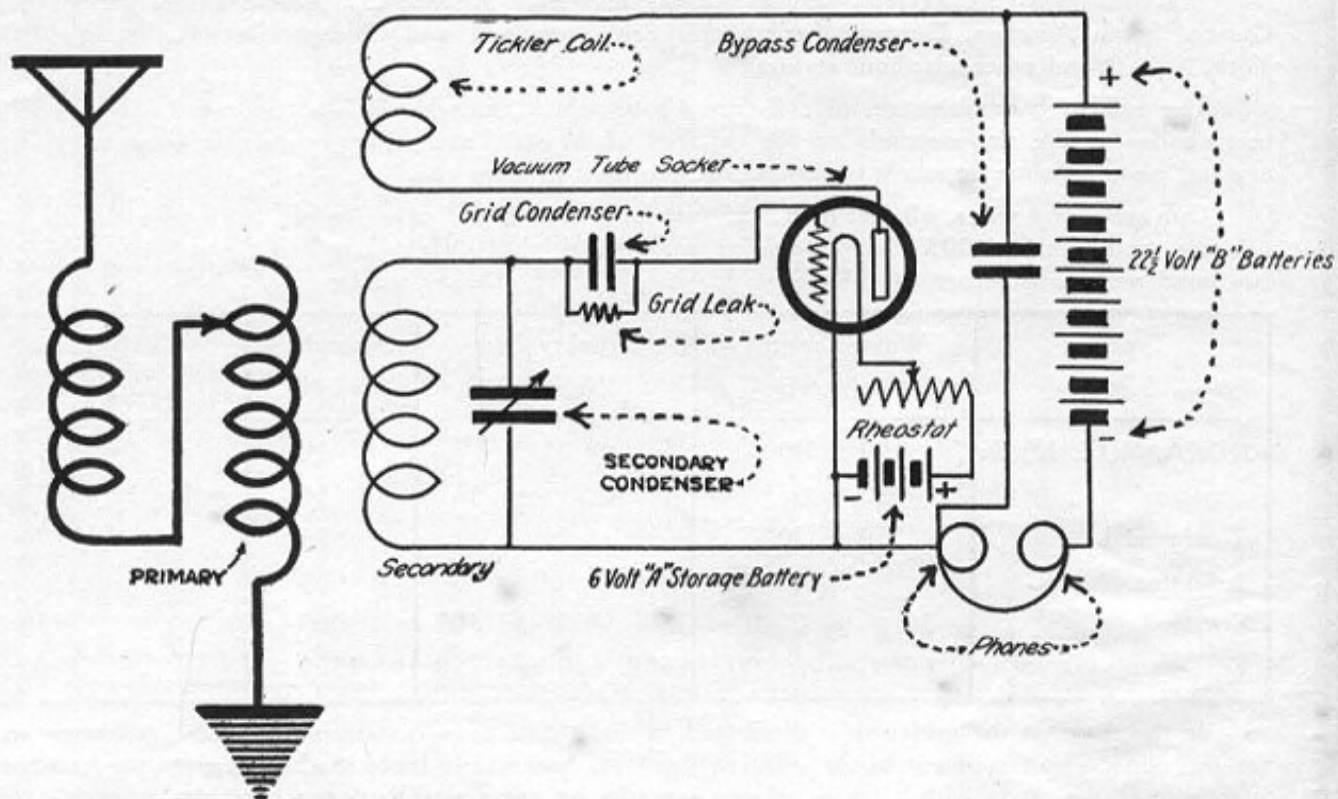 Tickler Coil
Bypass Condenser
+
Vacuum Tube Socket
Grid Condenser
22½ Volt "B" Batteries
Grid Leak
Rheostat
-
SECONDARY
CONDENSER
- +
PRIMARY
Secondary
6 Volt "A" Storage Battery
Phones